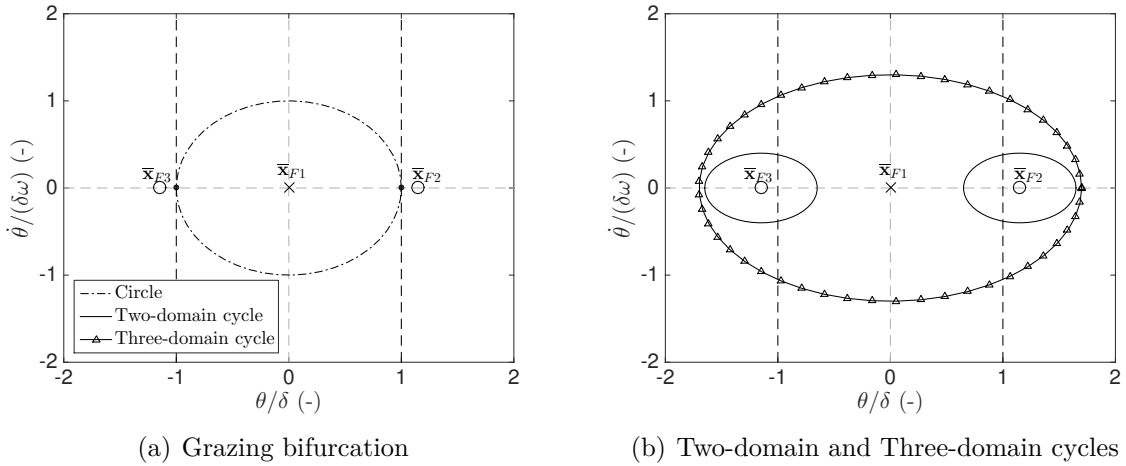 2
1
0
-1
-2
-2
-1
0
1
2
θ̇/(δω) (-)
θ/δ (-)
x̄_{F3}
x̄_{F1}
x̄_{F2}
Circle
Two-domain cycle
Three-domain cycle
(a) Grazing bifurcation
2
1
0
-1
-2
-2
-1
0
1
2
θ̇/(δω) (-)
θ/δ (-)
x̄_{F3}
x̄_{F1}
x̄_{F2}
(b) Two-domain and Three-domain cycles